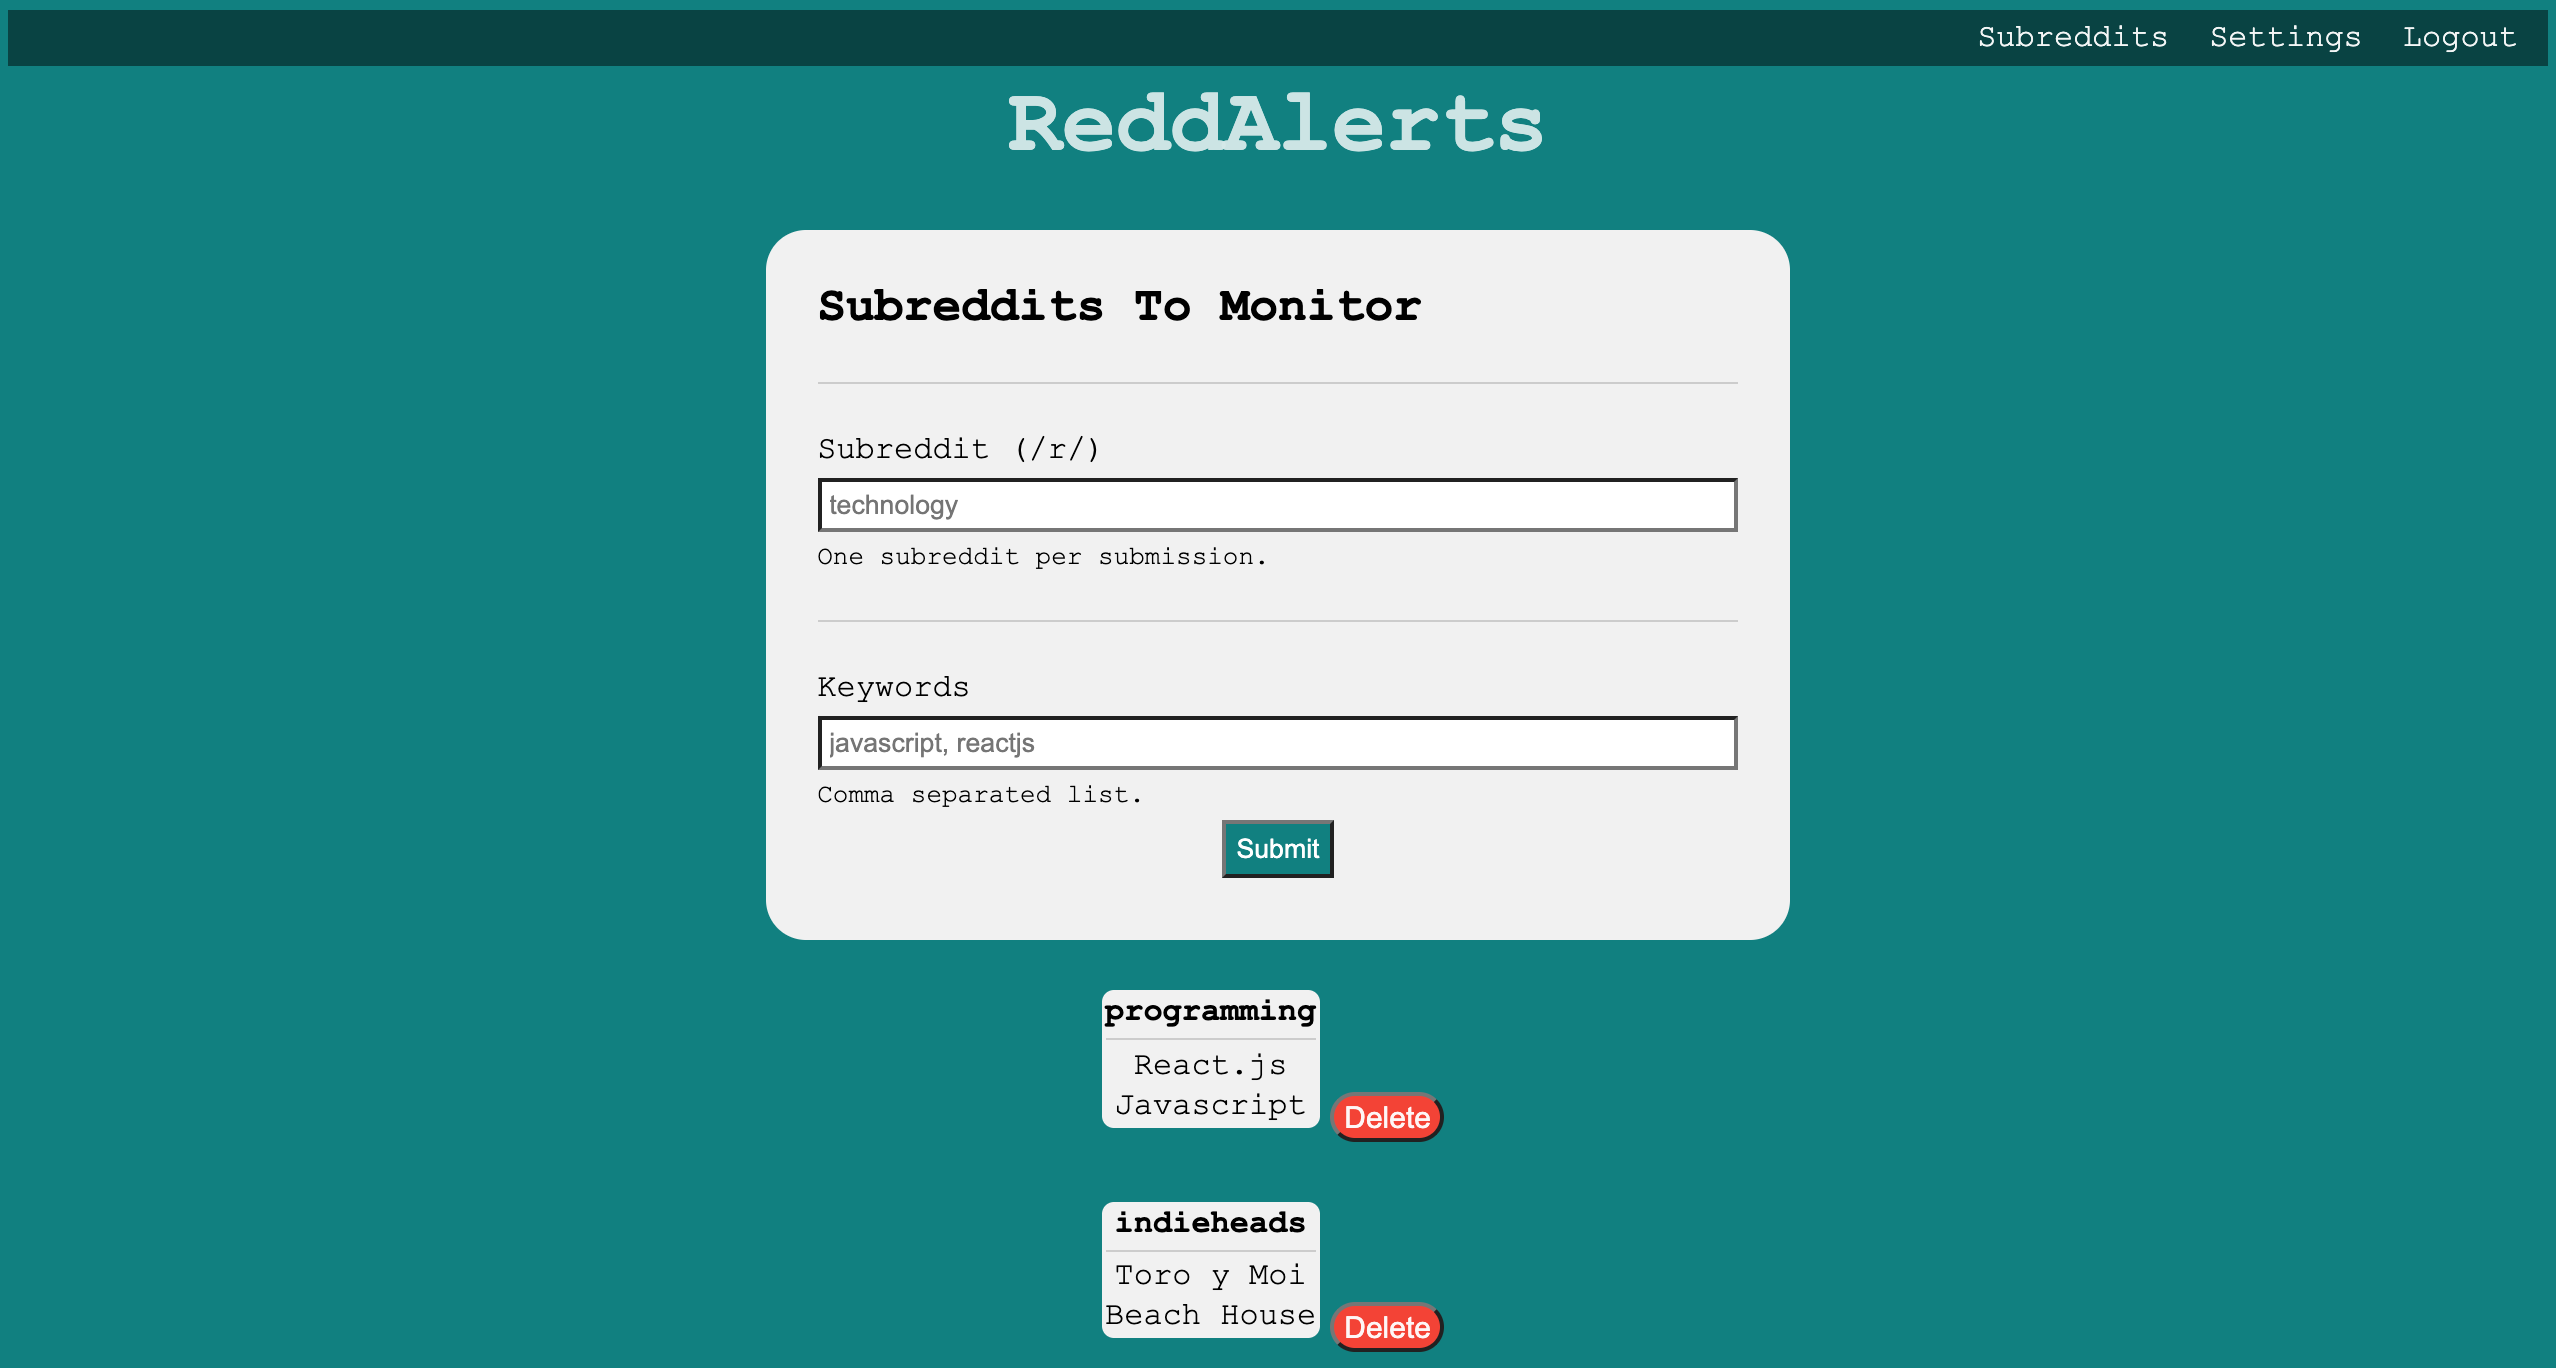 Subreddits Settings Logout
ReddAlerts
Subreddits To Monitor
Subreddit (/r/)
technology
One subreddit per submission.
Keywords
javascript, reactjs
Comma separated list.
Submit
programming
React.js
Javascript
Delete
indieheads
Toro y Moi
Beach House
Delete